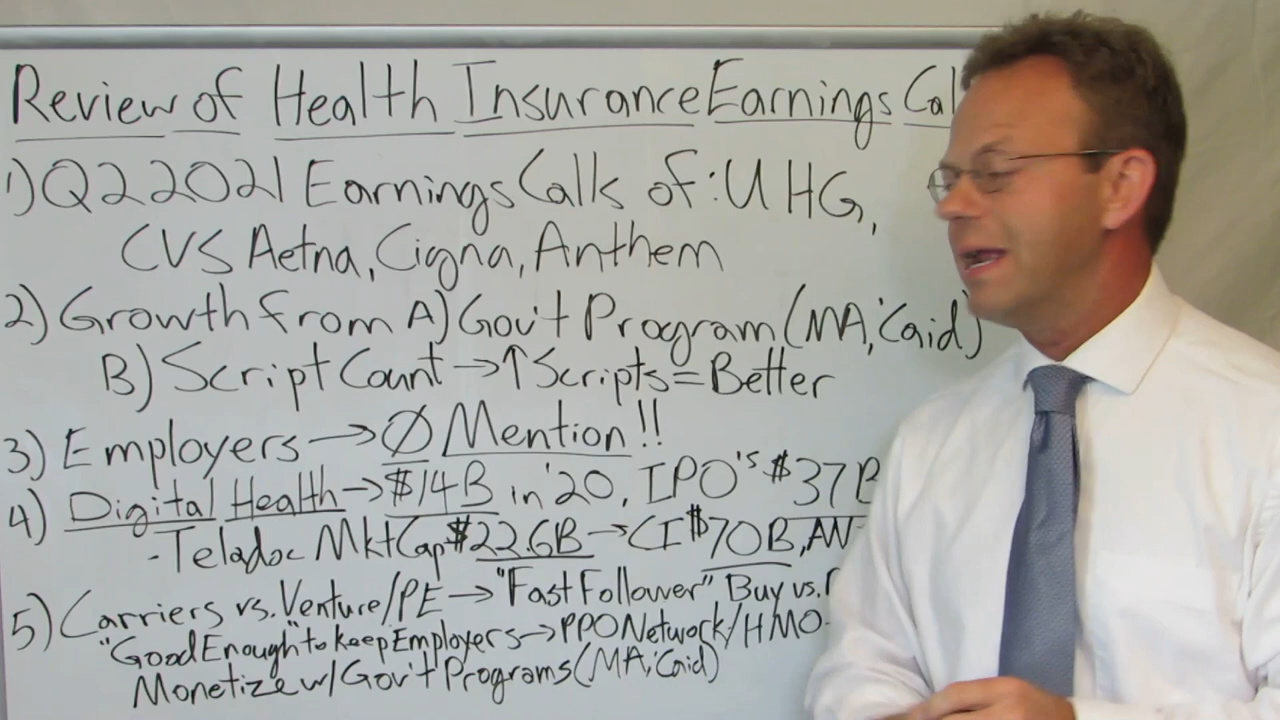 Review of Health Insurance Earnings Cal
1) Q2 2021 Earnings Calls of: UHG,
CVS Aetna, Cigna, Anthem
2) Growth from A) Gov't Program (MA,'Caid)
B) Script Count → ↑ Scripts = Better
3) Employers → Ø Mention!!
4) Digital Health → $14B in '20, IPO's $37B
- Teladoc Mkt Cap $22.6B → CI $70B, AN
5) Carriers vs. Venture/PE → "Fast Follower" Buy vs.
"Good Enough" to keep Employers → PPO Network/HMO
Monetize w/ Gov't Programs (MA,'Caid)